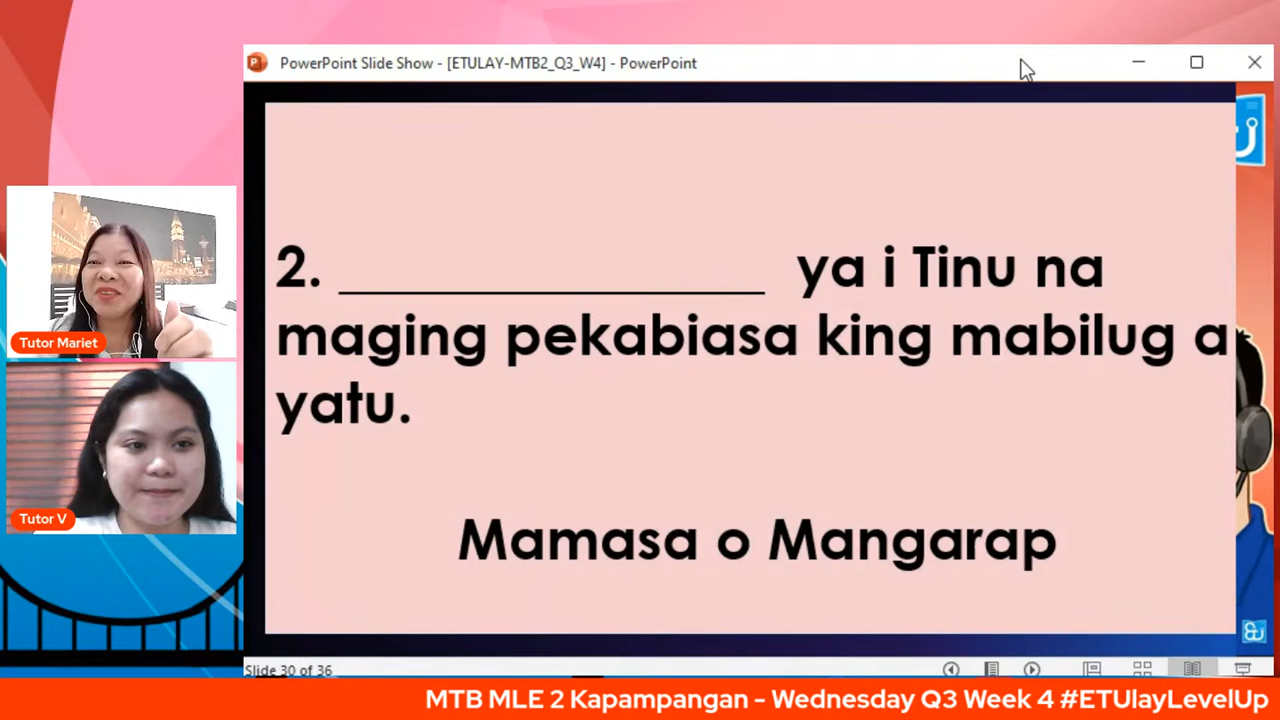 PowerPoint Slide Show - [ETULAY-MTB2_Q3_W4] - PowerPoint
2. _______________ ya i Tinu na
maging pekabiasa king mabilug a
yatu.
Mamasa o Mangarap
Tutor Mariet
Tutor V
Slide 30 of 36
MTB MLE 2 Kapampangan - Wednesday Q3 Week 4 #ETUlayLevelUp